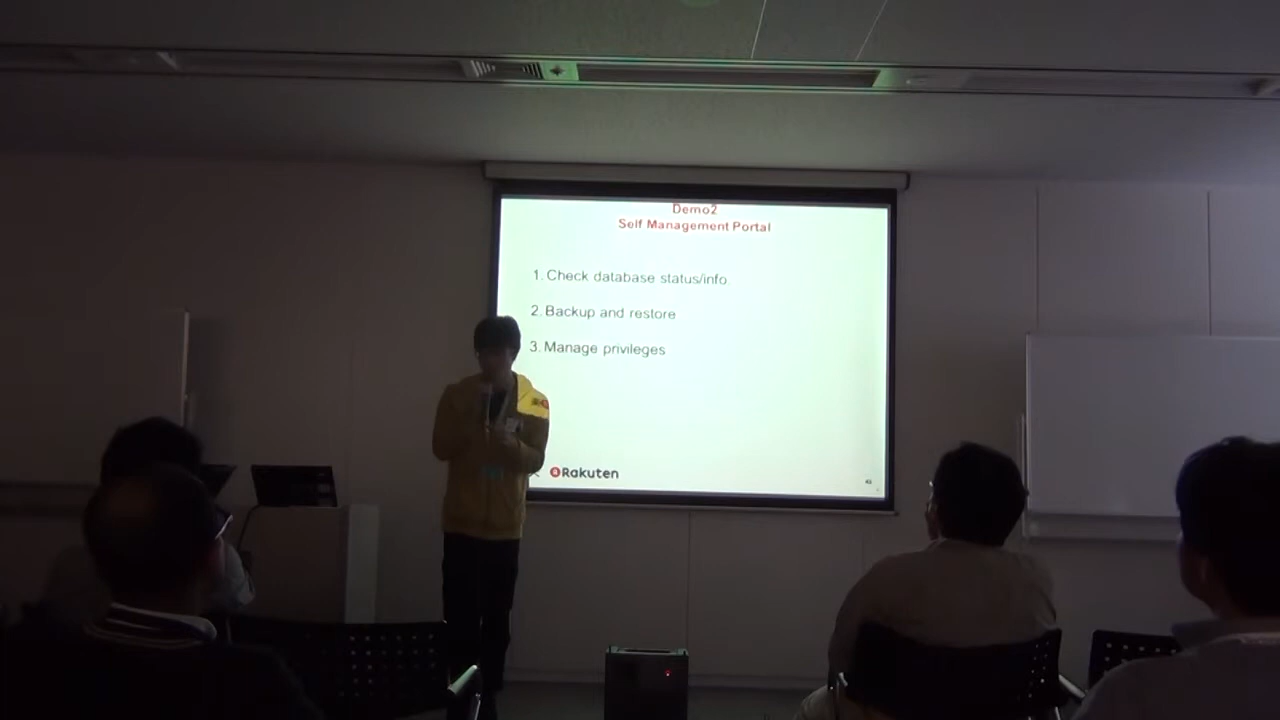 Demo2
Self Management Portal
1. Check database status/info
2. Backup and restore
3. Manage privileges
Rakuten